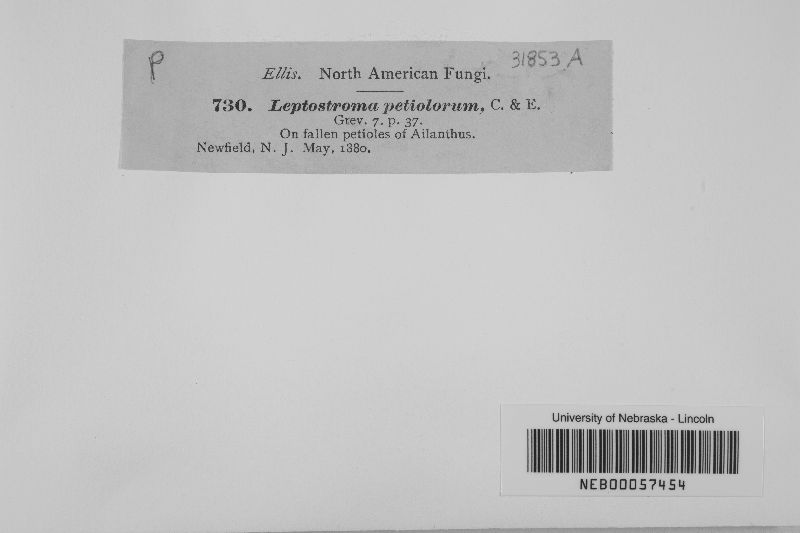 P
31853 A
Ellis. North American Fungi.
730. Leptostroma petiolorum, C. & E.
Grev. 7. p. 37.
On fallen petioles of Ailanthus.
Newfield, N. J. May, 1880.
University of Nebraska - Lincoln
NEB00057454